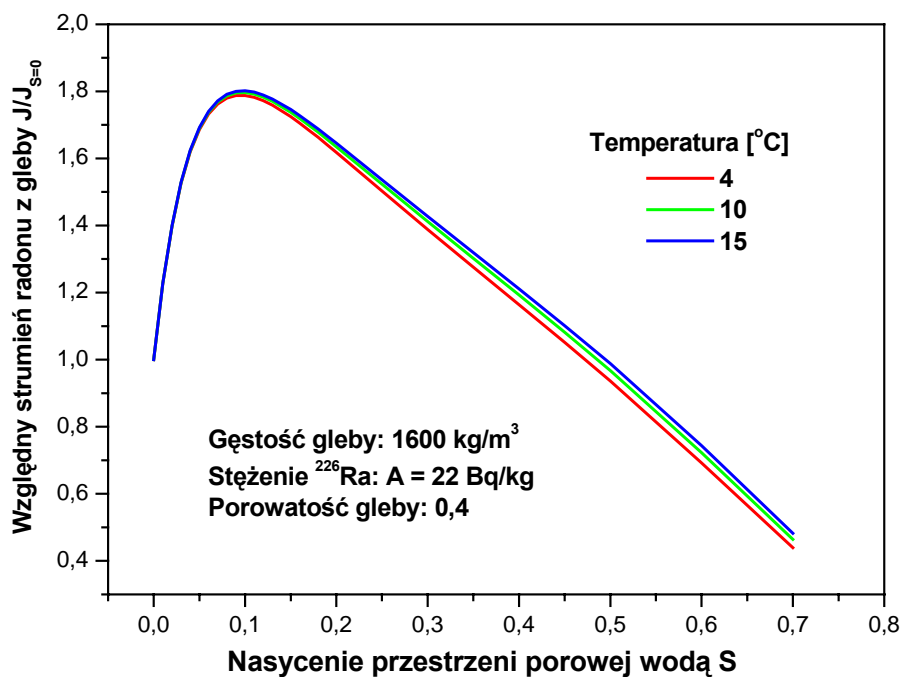 2,0
1,8
1,6
1,4
1,2
1,0
0,8
0,6
0,4
Względny strumień radonu z gleby J/J_{S=0}
Temperatura [°C]
4
10
15
Gęstość gleby: 1600 kg/m³
Stężenie ²²⁶Ra: A = 22 Bq/kg
Porowatość gleby: 0,4
0,0 0,1 0,2 0,3 0,4 0,5 0,6 0,7 0,8
Nasycenie przestrzeni porowej wodą S